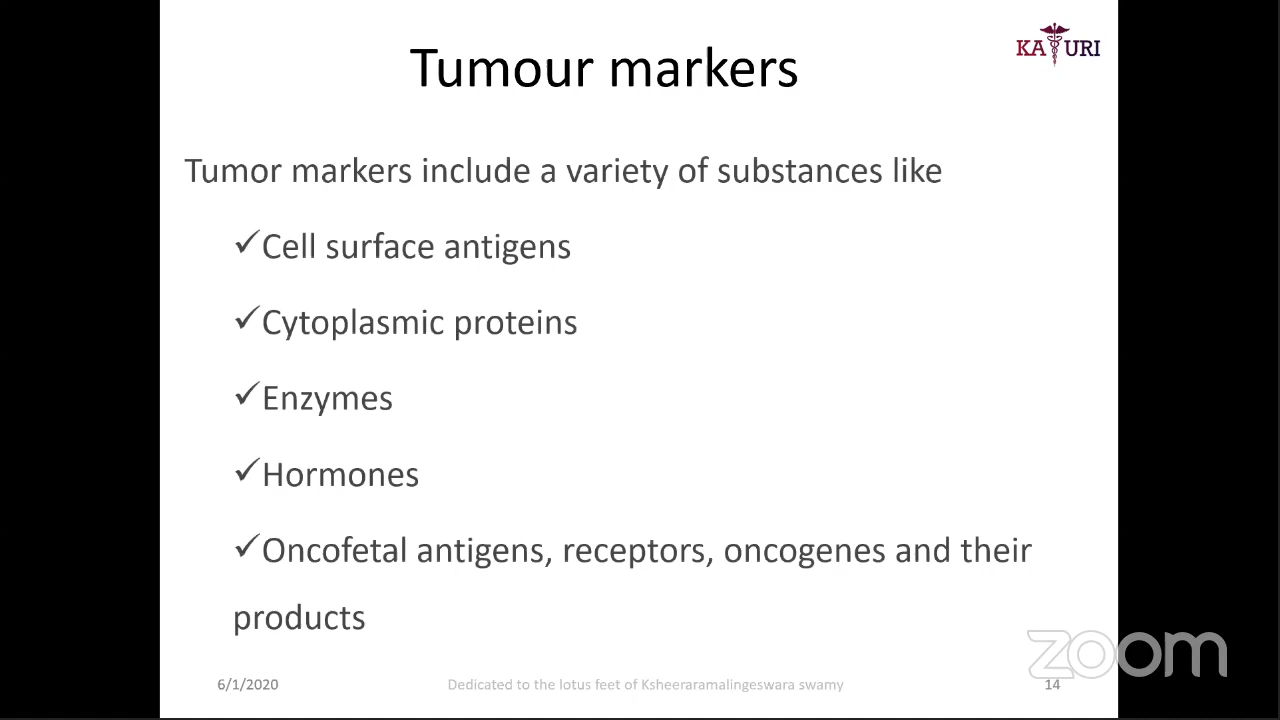 Tumour markers
KATURI
Tumor markers include a variety of substances like
✓Cell surface antigens
✓Cytoplasmic proteins
✓Enzymes
✓Hormones
✓Oncofetal antigens, receptors, oncogenes and their
products
zoom
6/1/2020
Dedicated to the lotus feet of Ksheeraramalingeswara swamy
14